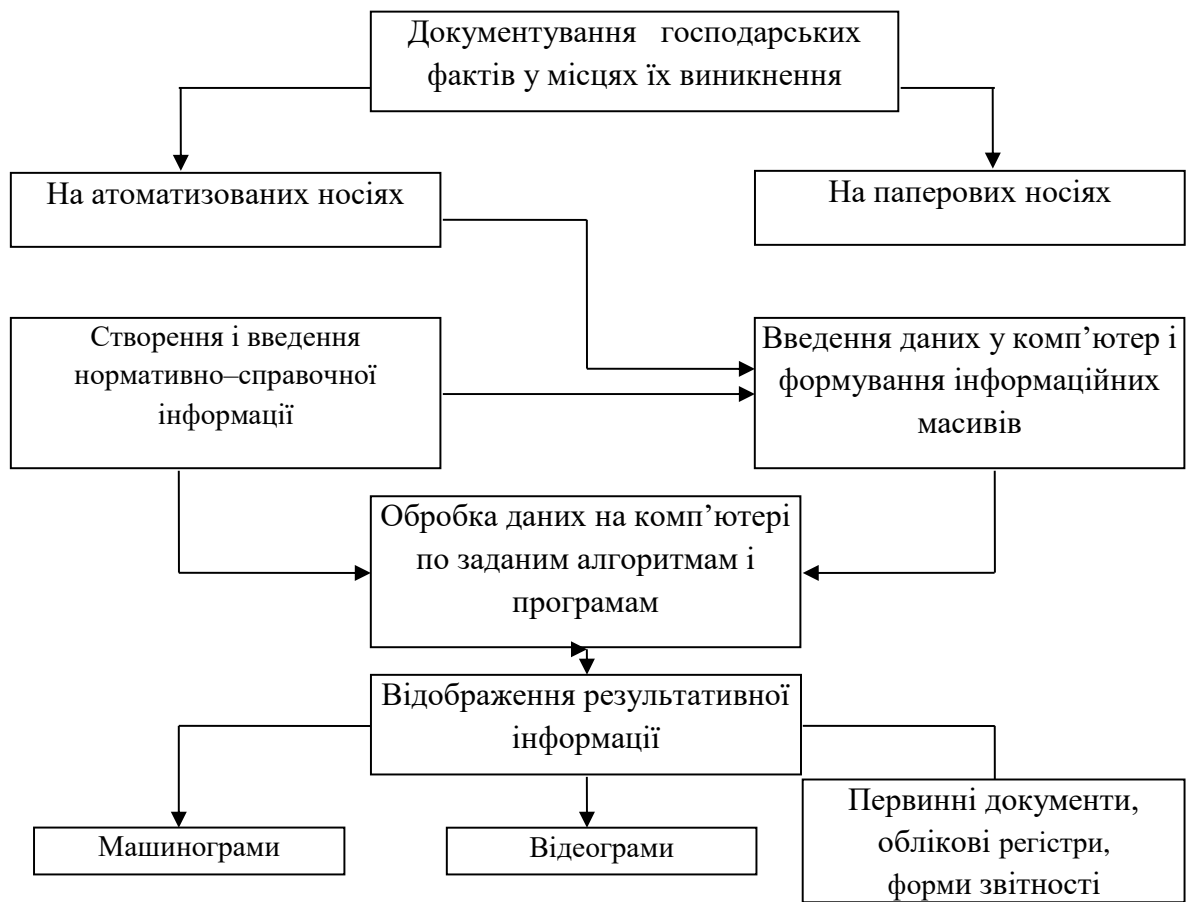 Документування господарських
фактів у місцях їх виникнення
На атоматизованих носіях
На паперових носіях
Створення і введення
нормативно–справочної
інформації
Введення даних у комп’ютер і
формування інформаційних
масивів
Обробка даних на комп’ютері
по заданим алгоритмам і
програмам
Відображення результативної
інформації
Машинограми
Відеограми
Первинні документи,
облікові регістри,
форми звітності